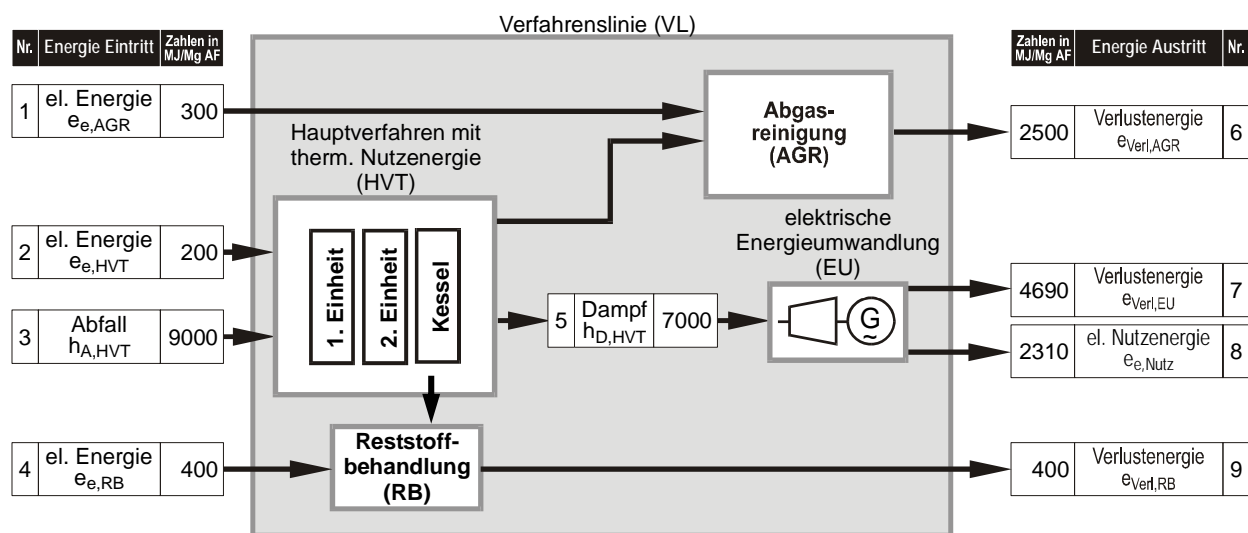 Verfahrenslinie (VL)
Nr. Energie Eintritt Zahlen in MJ/Mg AF
1 el. Energie e_e,AGR 300
2 el. Energie e_e,HVT 200
3 Abfall h_A,HVT 9000
4 el. Energie e_e,RB 400
Hauptverfahren mit
therm. Nutzenergie
(HVT)
1. Einheit
2. Einheit
Kessel
Reststoff-
behandlung
(RB)
5 Dampf h_D,HVT 7000
Abgas-
reinigung
(AGR)
elektrische
Energieumwandlung
(EU)
G
~
Zahlen in MJ/Mg AF Energie Austritt Nr.
2500 Verlustenergie e_Verl,AGR 6
4690 Verlustenergie e_Verl,EU 7
2310 el. Nutzenergie e_e,Nutz 8
400 Verlustenergie e_Verl,RB 9